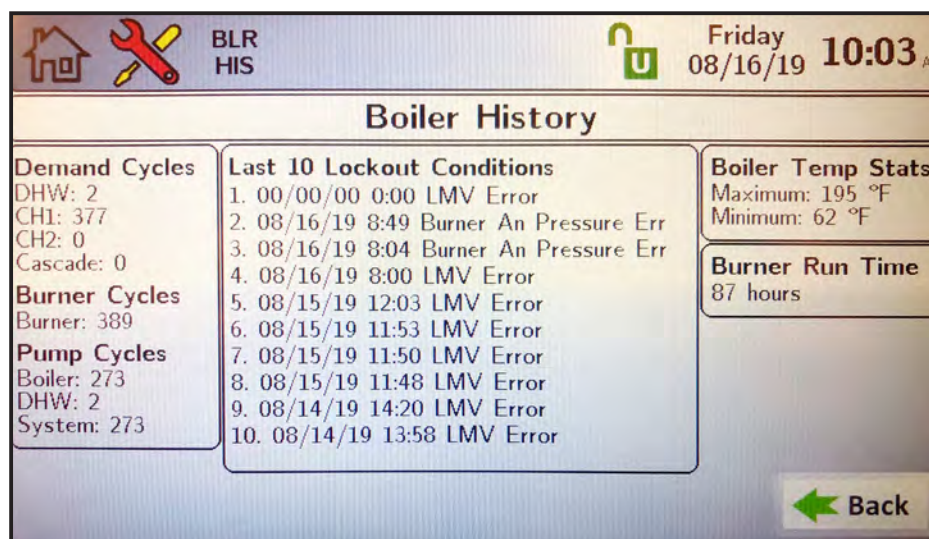 BLR
HIS
U
Friday
08/16/19
10:03
Boiler History
Demand Cycles
DHW: 2
CH1: 377
CH2: 0
Cascade: 0
Burner Cycles
Burner: 389
Pump Cycles
Boiler: 273
DHW: 2
System: 273
Last 10 Lockout Conditions
1. 00/00/00 0:00 LMV Error
2. 08/16/19 8:49 Burner An Pressure Err
3. 08/16/19 8:04 Burner An Pressure Err
4. 08/16/19 8:00 LMV Error
5. 08/15/19 12:03 LMV Error
6. 08/15/19 11:53 LMV Error
7. 08/15/19 11:50 LMV Error
8. 08/15/19 11:48 LMV Error
9. 08/14/19 14:20 LMV Error
10. 08/14/19 13:58 LMV Error
Boiler Temp Stats
Maximum: 195 °F
Minimum: 62 °F
Burner Run Time
87 hours
Back